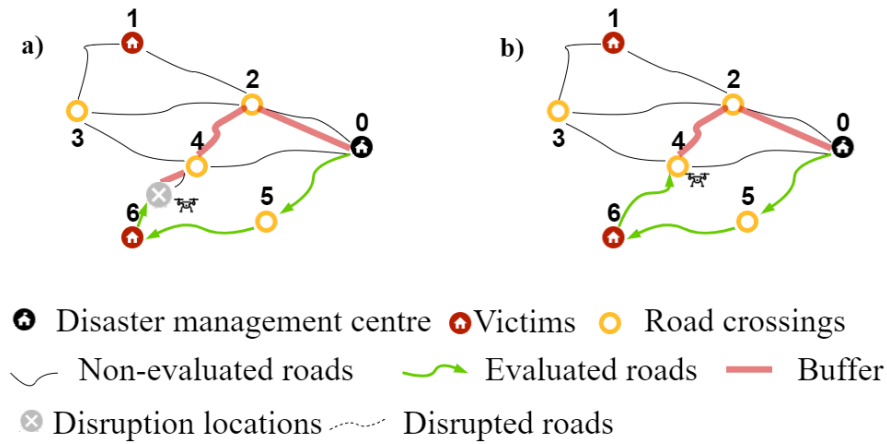 a)
1
2
0
3
4
5
6
b)
1
2
0
3
4
5
6
Disaster management centre Victims Road crossings
Non-evaluated roads Evaluated roads Buffer
Disruption locations Disrupted roads